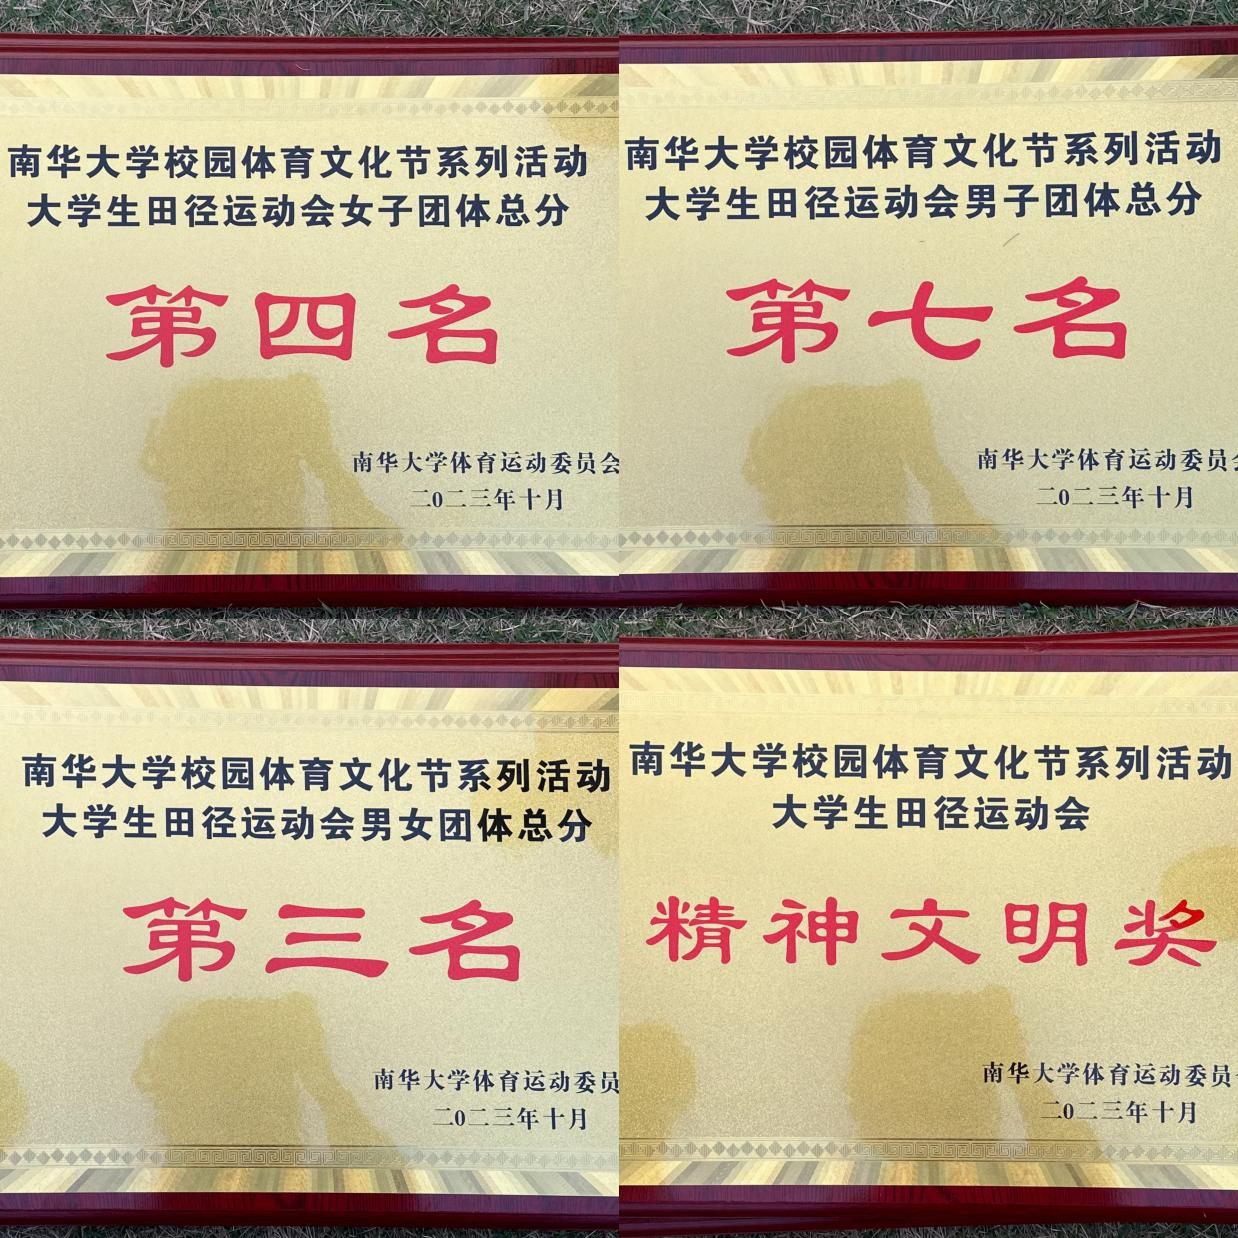 南华大学校园体育文化节系列活动
大学生田径运动会女子团体总分
第四名
南华大学体育运动委员会
二0二三年十月
南华大学校园体育文化节系列活动
大学生田径运动会男子团体总分
第七名
南华大学体育运动委员会
二0二三年十月
南华大学校园体育文化节系列活动
大学生田径运动会男女团体总分
第三名
南华大学体育运动委员
二0二三年十月
南华大学校园体育文化节系列活动
大学生田径运动会
精神文明奖
南华大学体育运动委员
二0二三年十月